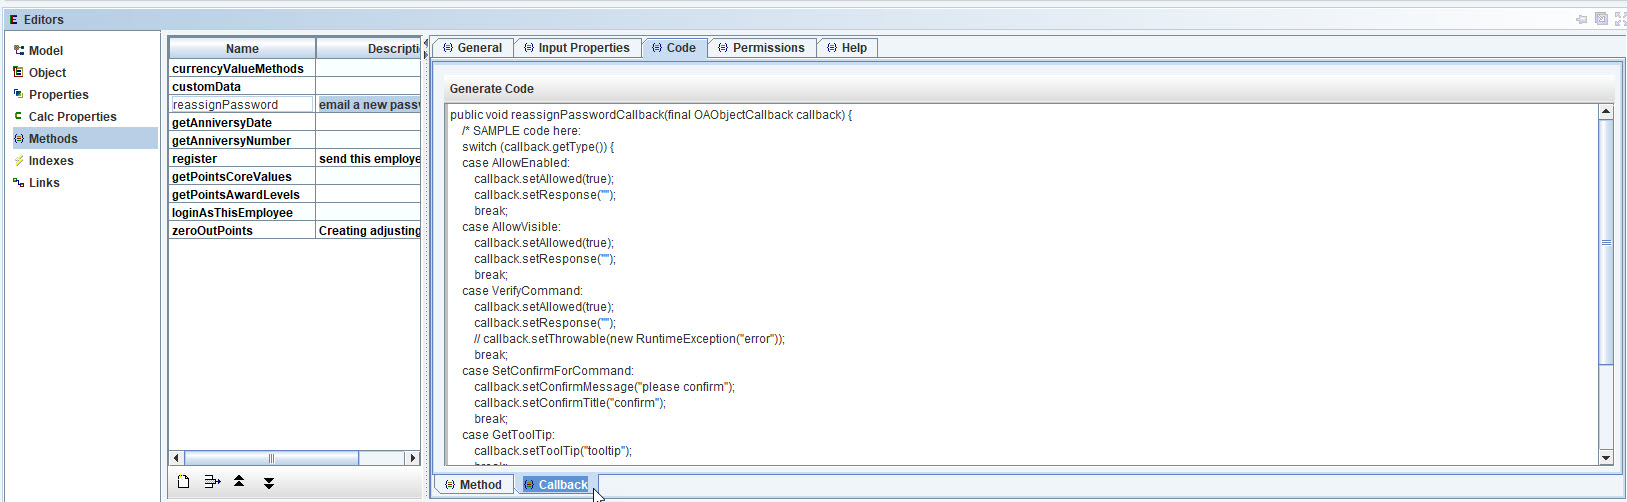 Editors
Model
Object
Properties
Calc Properties
Methods
Indexes
Links
Name Descripti
currencyValueMethods
customData
reassignPassword email a new passw
getAnniversyDate
getAnniversyNumber
register send this employe
getPointsCoreValues
getPointsAwardLevels
loginAsThisEmployee
zeroOutPoints Creating adjusting
General Input Properties Code Permissions Help
Generate Code
public void reassignPasswordCallback(final OAObjectCallback callback) {
/* SAMPLE code here:
switch (callback.getType()) {
case AllowEnabled:
callback.setAllowed(true);
callback.setResponse("");
break;
case AllowVisible:
callback.setAllowed(true);
callback.setResponse("");
break;
case VerifyCommand:
callback.setAllowed(true);
callback.setResponse("");
// callback.setThrowable(new RuntimeException("error"));
break;
case SetConfirmForCommand:
callback.setConfirmMessage("please confirm");
callback.setConfirmTitle("confirm");
break;
case GetToolTip:
callback.setToolTip("tooltip");
break;
Method Callback